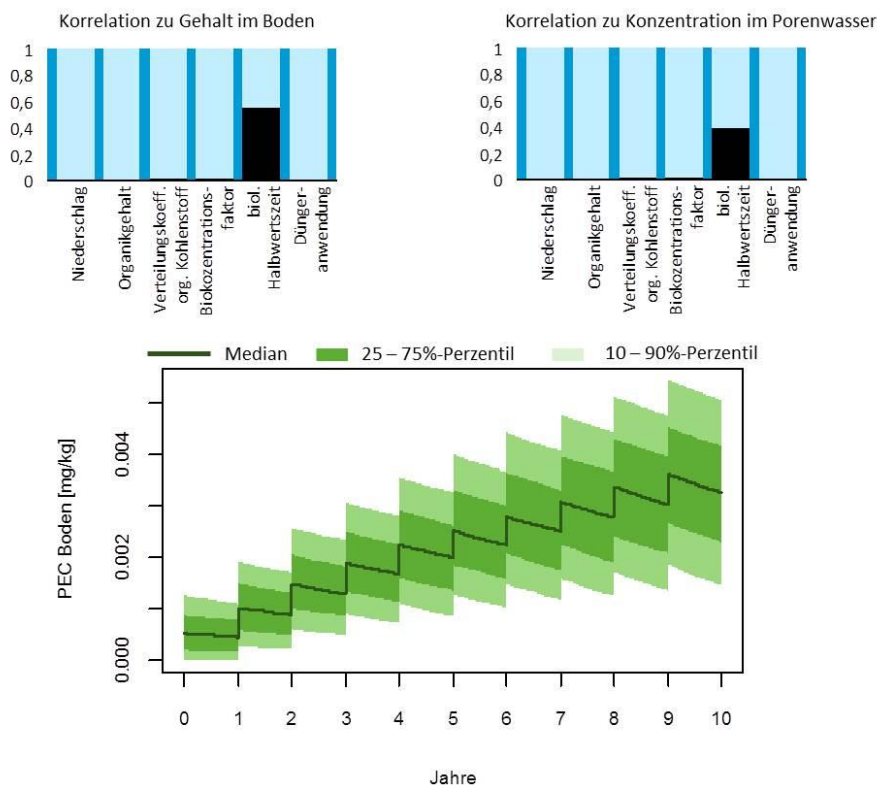 Korrelation zu Gehalt im Boden
Korrelation zu Konzentration im Porenwasser
1
0,8
0,6
0,4
0,2
0
Niederschlag
Organikgehalt
Verteilungskoeff.
org. Kohlenstoff
Biokozentrations-
faktor
biol.
Halbwertszeit
Dünger-
anwendung
1
0,8
0,6
0,4
0,2
0
Niederschlag
Organikgehalt
Verteilungskoeff.
org. Kohlenstoff
Biokozentrations-
faktor
biol.
Halbwertszeit
Dünger-
anwendung
Median
25 – 75%-Perzentil
10 – 90%-Perzentil
PEC Boden [mg/kg]
0.004
0.002
0.000
0 1 2 3 4 5 6 7 8 9 10
Jahre